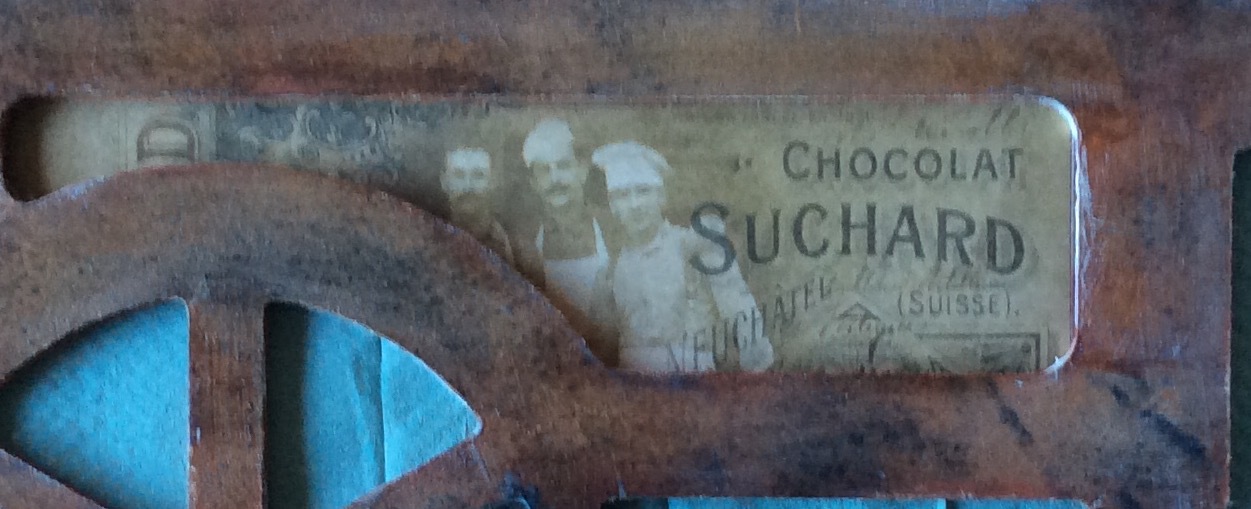 D
CHOCOLAT
SUCHARD
(SUISSE).
NEUCHATEL